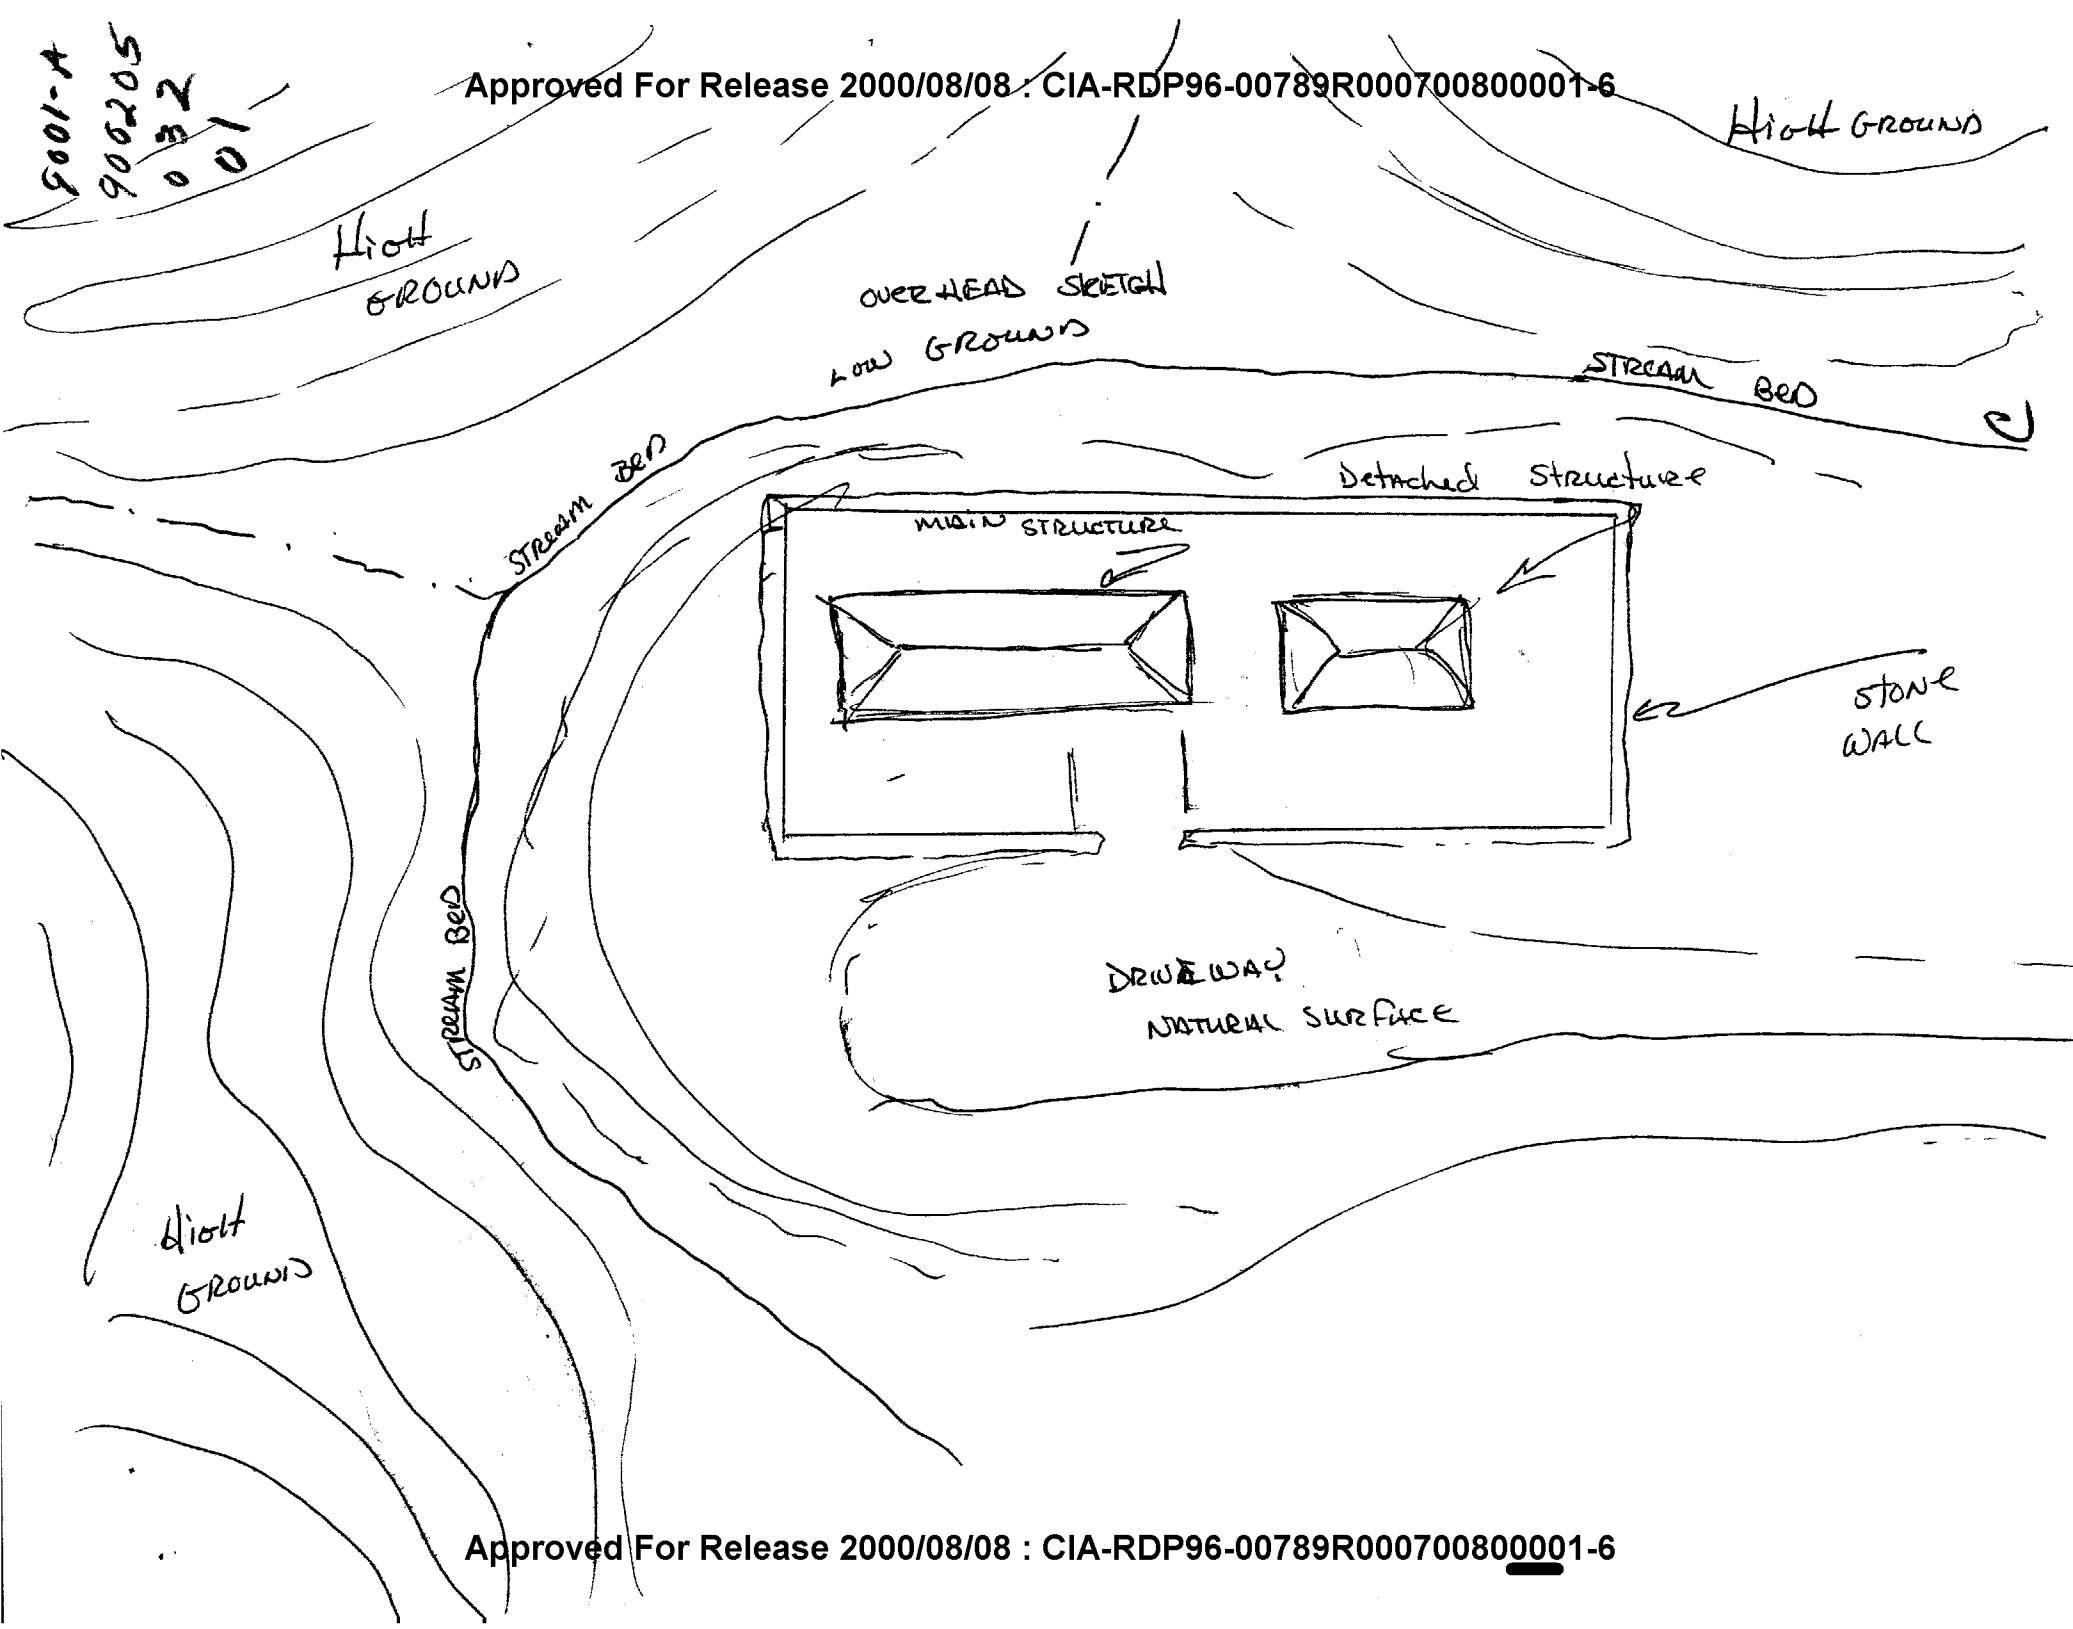 9001-A
900205
032
01
Approved For Release 2000/08/08 : CIA-RDP96-00789R000700800001-6
HIGH GROUND
HIGH
GROUND
OVERHEAD SKETCH
LOW GROUND
STREAM BED
STREAM BED
Detached Structure
MAIN STRUCTURE
STONE
WALL
STREAM BED
DRIVEWAY
NATURAL SURFACE
HIGH
GROUND
Approved For Release 2000/08/08 : CIA-RDP96-00789R000700800001-6